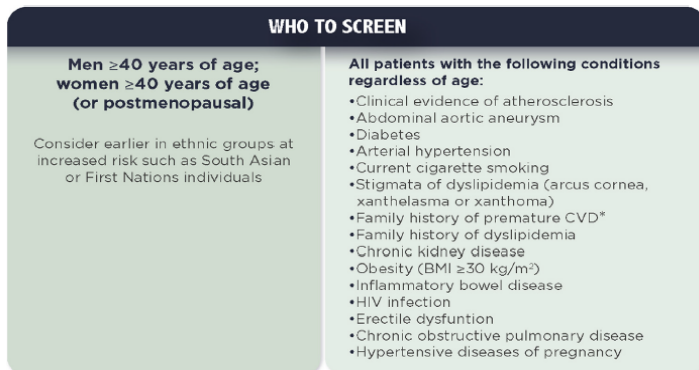 WHO TO SCREEN
Men ≥40 years of age;
women ≥40 years of age
(or postmenopausal)
Consider earlier in ethnic groups at
increased risk such as South Asian
or First Nations individuals
All patients with the following conditions
regardless of age:
•Clinical evidence of atherosclerosis
•Abdominal aortic aneurysm
•Diabetes
•Arterial hypertension
•Current cigarette smoking
•Stigmata of dyslipidemia (arcus cornea,
xanthelasma or xanthoma)
•Family history of premature CVD*
•Family history of dyslipidemia
•Chronic kidney disease
•Obesity (BMI ≥30 kg/m²)
•Inflammatory bowel disease
•HIV infection
•Erectile dysfuntion
•Chronic obstructive pulmonary disease
•Hypertensive diseases of pregnancy